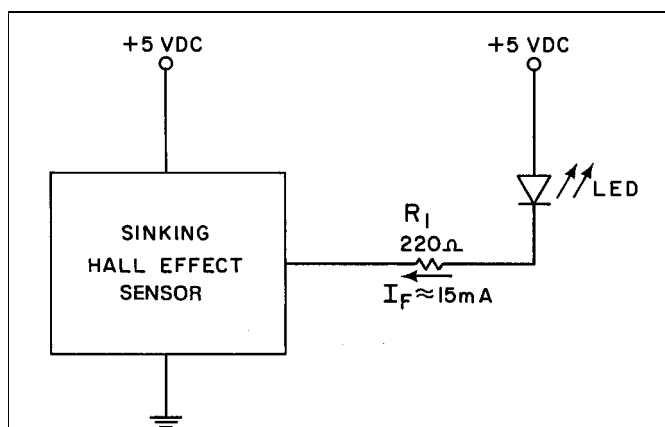 +5 VDC
+5 VDC
LED
SINKING
HALL EFFECT
SENSOR
R1
220Ω
IF≈15mA